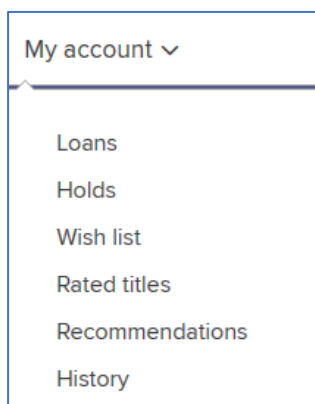 My account
Loans
Holds
Wish list
Rated titles
Recommendations
History